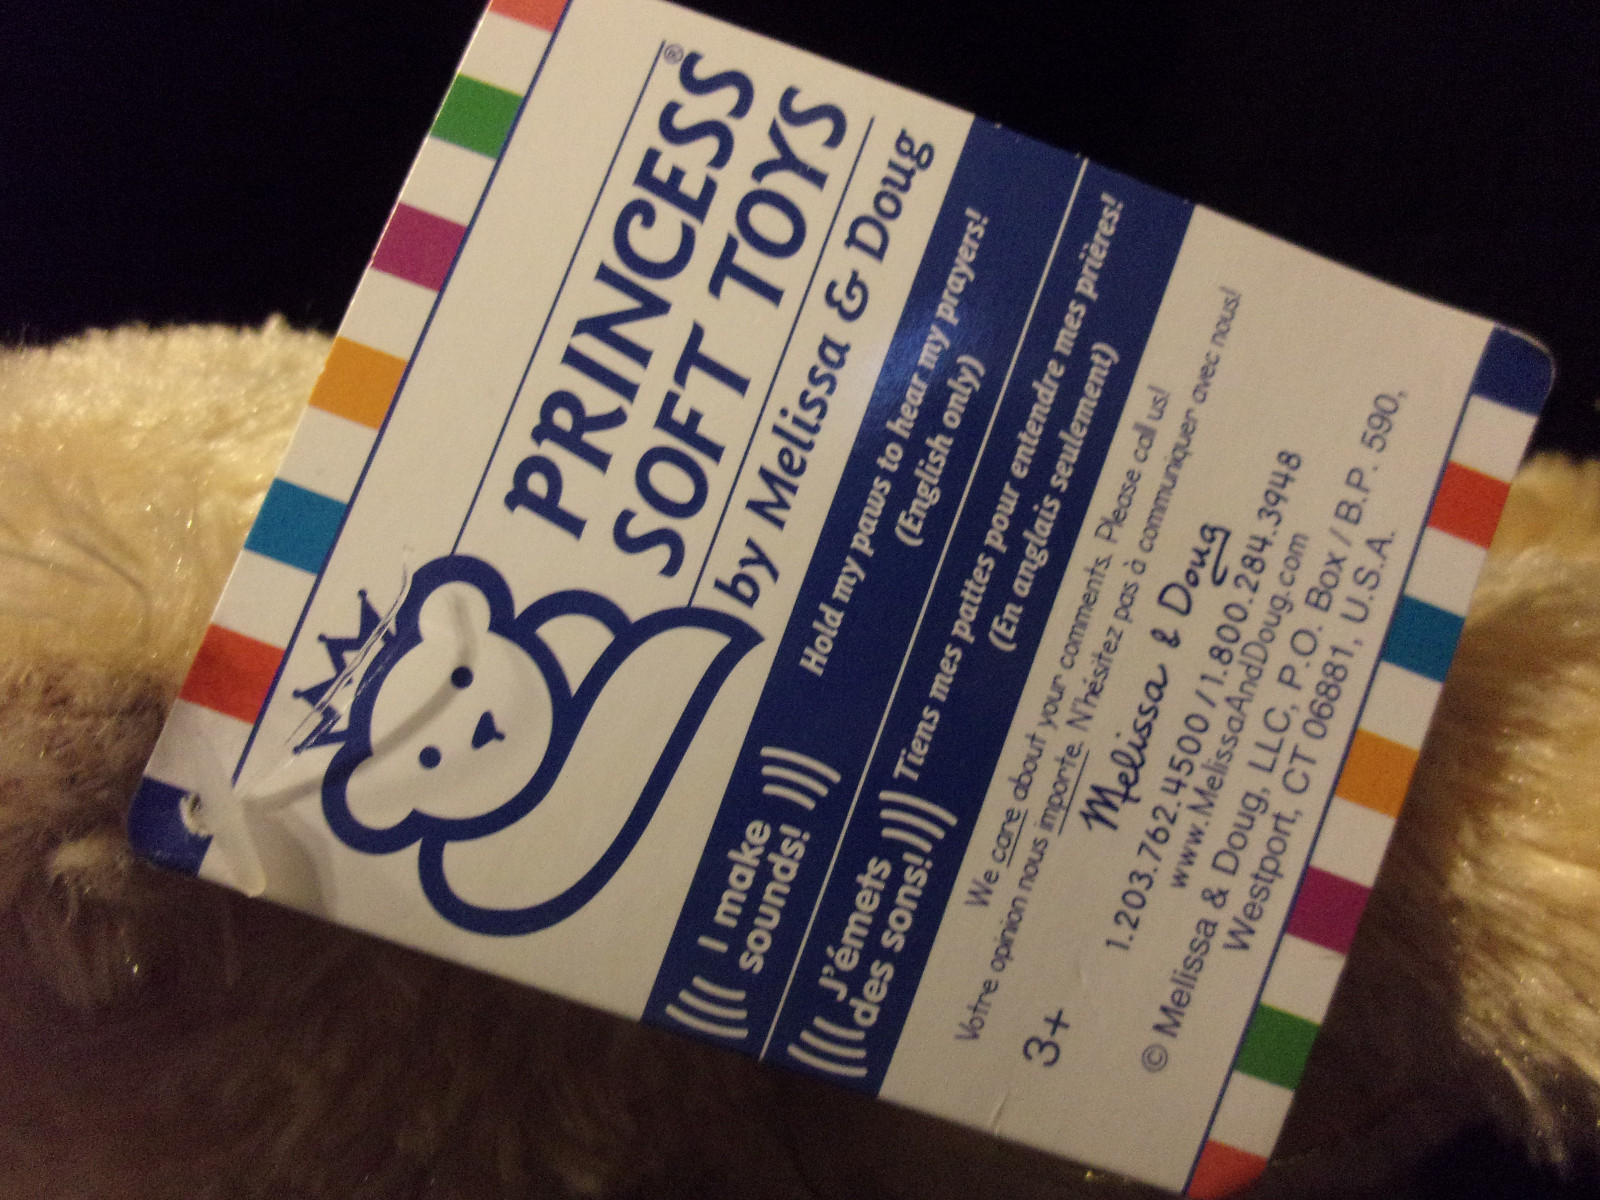 PRINCESS®
SOFT TOYS
by Melissa & Doug
((( I make sounds! )))
Hold my paws to hear my prayers!
(English only)
((( J'émets des sons! )))
Tiens mes pattes pour entendre mes prières!
(En anglais seulement)
We care about your comments. Please call us!
Votre opinion nous importe. N'hésitez pas à communiquer avec nous!
3+
Melissa & Doug
1.203.762.4500 / 1.800.284.3948
www.MelissaAndDoug.com
© Melissa & Doug, LLC, P.O. Box / B.P. 590,
Westport, CT 06881, U.S.A.